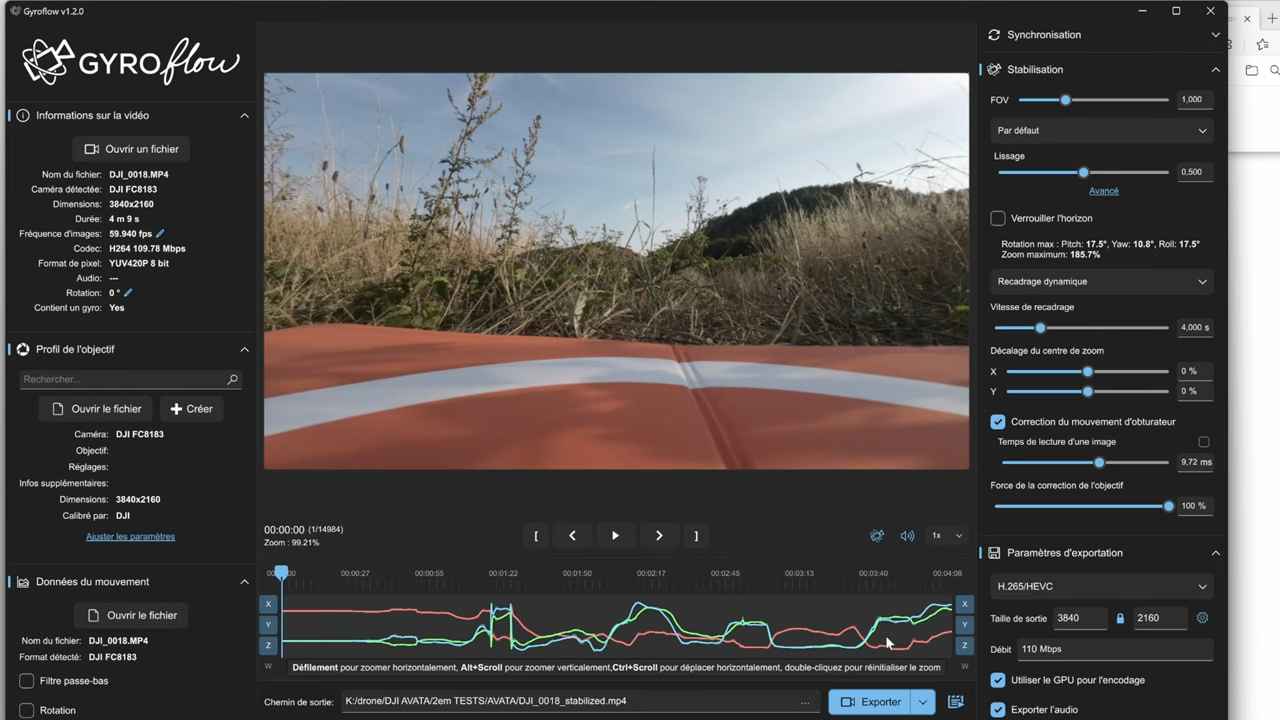 Gyroflow v1.2.0
GYROflow
Informations sur la vidéo
Ouvrir un fichier
Nom du fichier: DJI_0018.MP4
Caméra détectée: DJI FC8183
Dimensions: 3840x2160
Durée: 4 m 9 s
Fréquence d'images: 59.940 fps
Codec: H264 109.78 Mbps
Format de pixel: YUV420P 8 bit
Audio: ---
Rotation: 0 °
Contient un gyro: Yes
Profil de l'objectif
Rechercher...
Ouvrir le fichier
Créer
Caméra: DJI FC8183
Objectif:
Réglages:
Infos supplémentaires:
Dimensions: 3840x2160
Calibré par: DJI
Ajuster les paramètres
Données du mouvement
Ouvrir le fichier
Nom du fichier: DJI_0018.MP4
Format détecté: DJI FC8183
Filtre passe-bas
Rotation
00:00:00 (1/14984)
Zoom : 99.21%
[
]
1x
00 00:00:27 00:00:55 00:01:22 00:01:50 00:02:17 00:02:45 00:03:13 00:03:40 00:04:08
X X
Y Y
Z Z
W W
Défilement pour zoomer horizontalement, Alt+Scroll pour zoomer verticalement,Ctrl+Scroll pour déplacer horizontalement, double-cliquez pour réinitialiser le zoom
Chemin de sortie: K:/drone/DJI AVATA/2em TESTS/AVATA/DJI_0018_stabilized.mp4 ...
Exporter
Synchronisation
Stabilisation
FOV 1,000
Par défaut
Lissage
0,500
Avancé
Verrouiller l'horizon
Rotation max : Pitch: 17.5°, Yaw: 10.8°, Roll: 17.5°
Zoom maximum: 185.7%
Recadrage dynamique
Vitesse de recadrage
4,000 s
Décalage du centre de zoom
X 0 %
Y 0 %
Correction du mouvement d'obturateur
Temps de lecture d'une image
9,72 ms
Force de la correction de l'objectif
100 %
Paramètres d'exportation
H.265/HEVC
Taille de sortie 3840 2160
Débit 110 Mbps
Utiliser le GPU pour l'encodage
Exporter l'audio